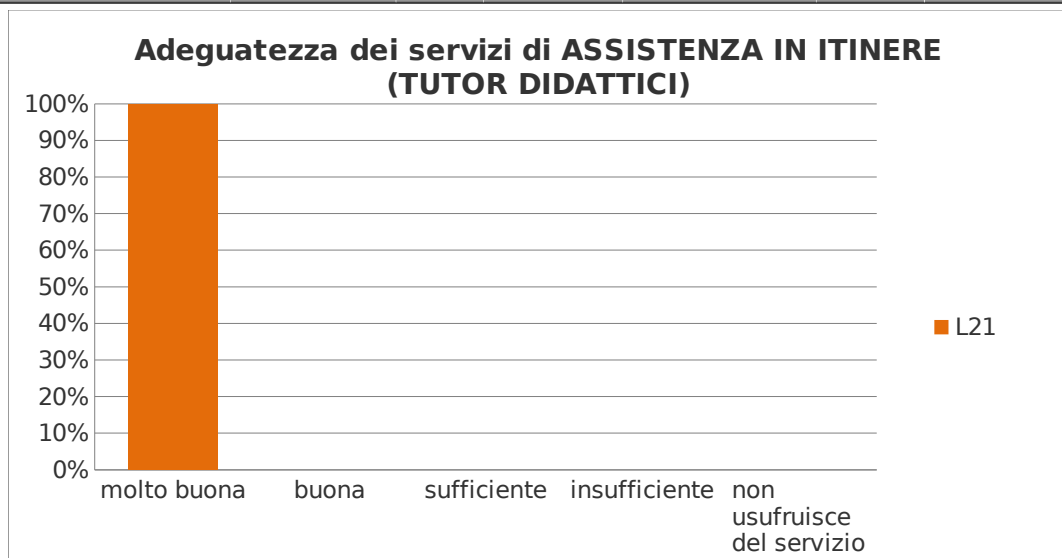 Adeguatezza dei servizi di ASSISTENZA IN ITINERE
(TUTOR DIDATTICI)
100%
90%
80%
70%
60%
50%
40%
30%
20%
10%
0%
molto buona
buona
sufficiente
insufficiente
non
usufruisce
del servizio
L21